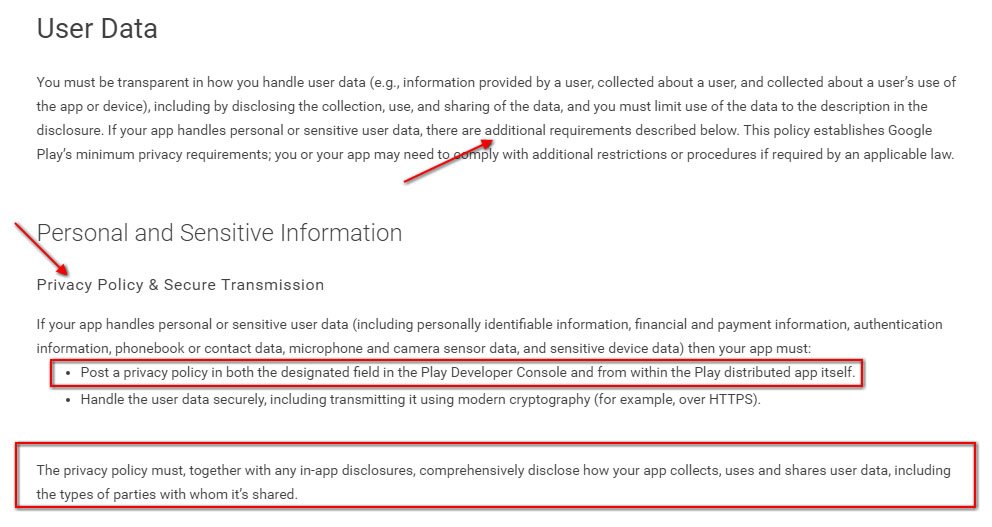 User Data
You must be transparent in how you handle user data (e.g., information provided by a user, collected about a user, and collected about a user’s use of
the app or device), including by disclosing the collection, use, and sharing of the data, and you must limit use of the data to the description in the
disclosure. If your app handles personal or sensitive user data, there are additional requirements described below. This policy establishes Google
Play’s minimum privacy requirements; you or your app may need to comply with additional restrictions or procedures if required by an applicable law.
Personal and Sensitive Information
Privacy Policy & Secure Transmission
If your app handles personal or sensitive user data (including personally identifiable information, financial and payment information, authentication
information, phonebook or contact data, microphone and camera sensor data, and sensitive device data) then your app must:
• Post a privacy policy in both the designated field in the Play Developer Console and from within the Play distributed app itself.
• Handle the user data securely, including transmitting it using modern cryptography (for example, over HTTPS).
The privacy policy must, together with any in-app disclosures, comprehensively disclose how your app collects, uses and shares user data, including
the types of parties with whom it’s shared.